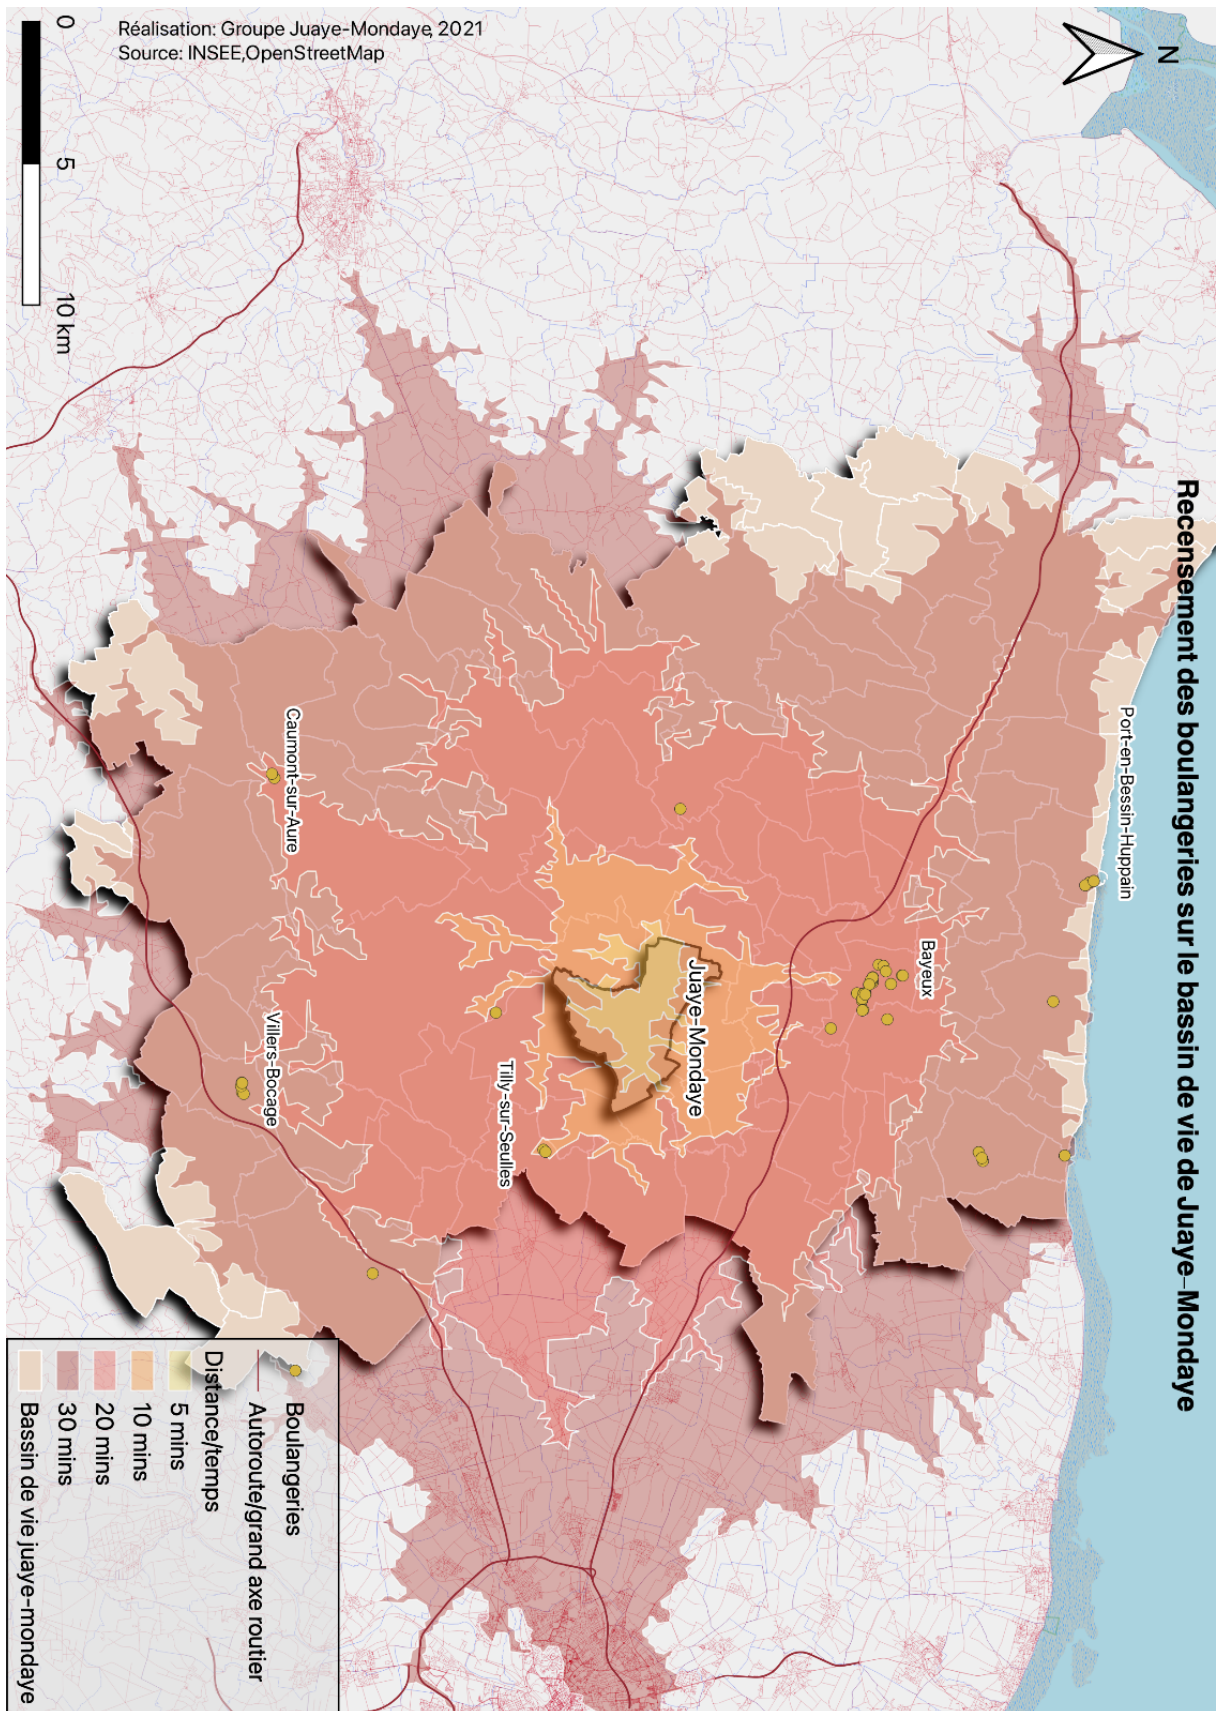 Recensement des boulangeries sur le bassin de vie de Juaye-Mondaye
N
Port-en-Bessin-Huppain
Bayeux
Juaye-Mondaye
Tilly-sur-Seulles
Caumont-sur-Aure
Villers-Bocage
Réalisation: Groupe Juaye-Mondaye, 2021
Source: INSEE,OpenStreetMap
0 5 10 km
Boulangeries
Autoroute/grand axe routier
Distance/temps
5 mins
10 mins
20 mins
30 mins
Bassin de vie juaye-mondaye